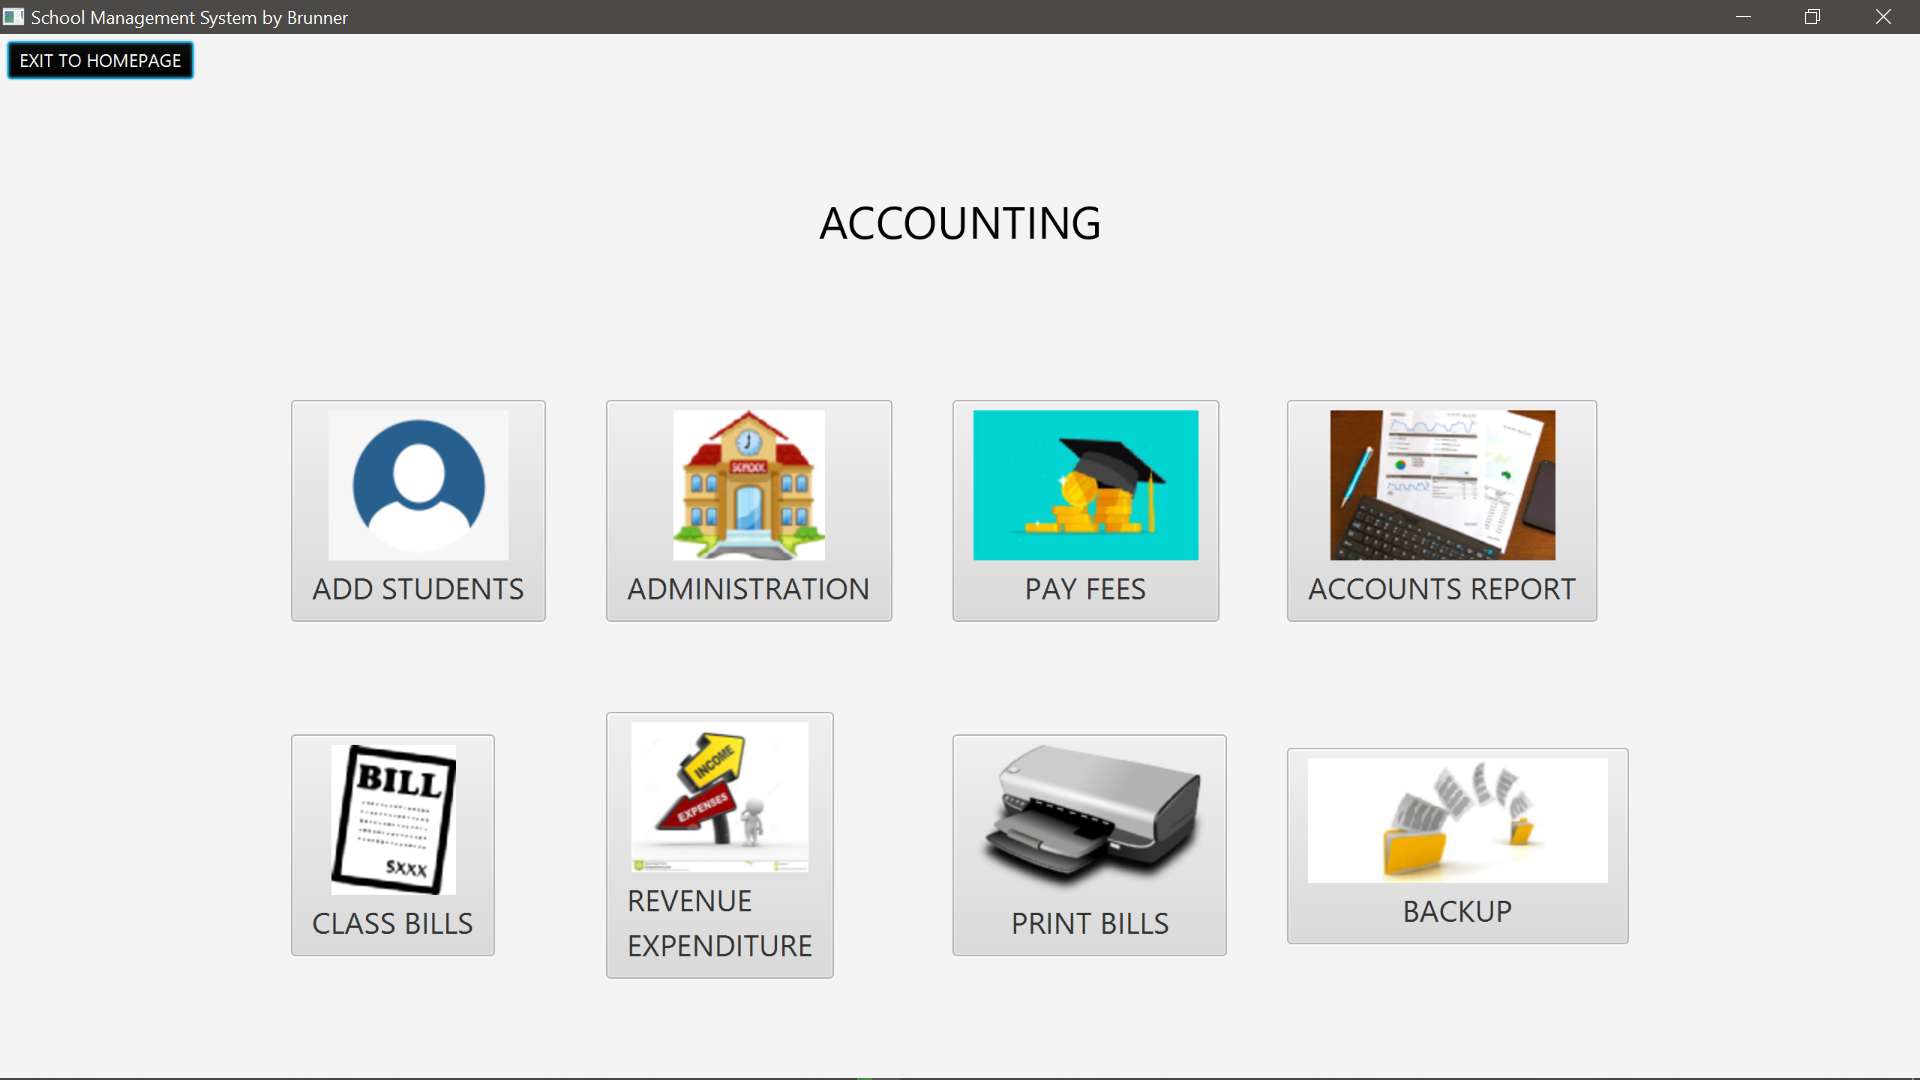 School Management System by Brunner
EXIT TO HOMEPAGE
ACCOUNTING
SCHOOL
ADD STUDENTS
ADMINISTRATION
PAY FEES
ACCOUNTS REPORT
BILL
$XXX
CLASS BILLS
INCOME
EXPENSES
REVENUE
EXPENDITURE
PRINT BILLS
BACKUP